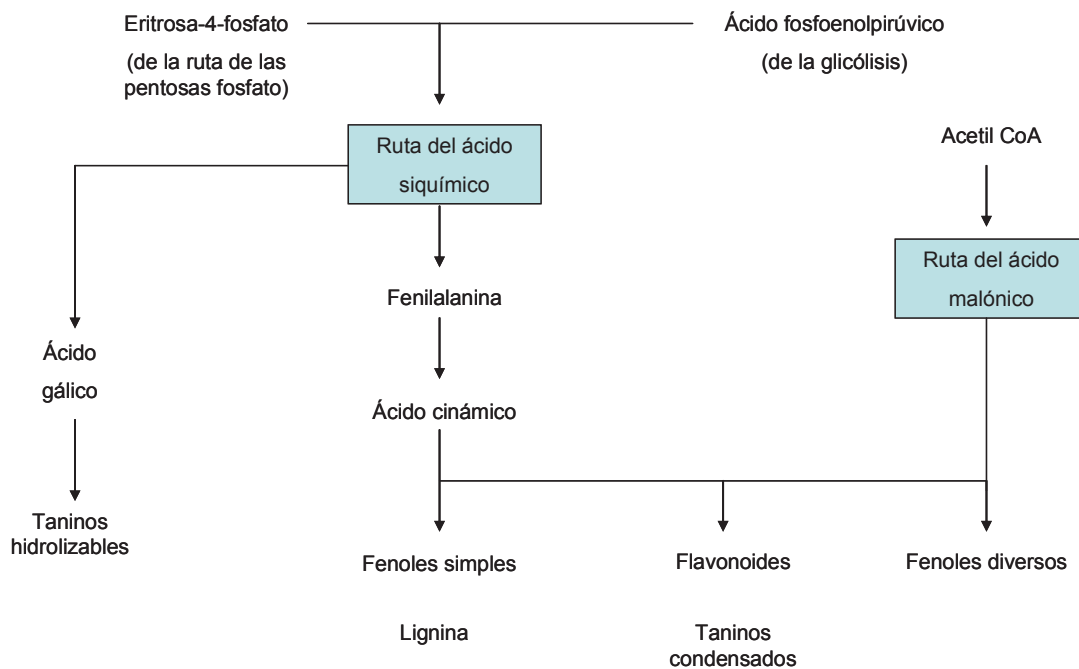 Eritrosa-4-fosfato
(de la ruta de las
pentosas fosfato)
Ácido fosfoenolpirúvico
(de la glicólisis)
Ruta del ácido
siquímico
Acetil CoA
Ruta del ácido
malónico
Fenilalanina
Ácido
gálico
Ácido cinámico
Taninos
hidrolizables
Fenoles simples
Flavonoides
Fenoles diversos
Lignina
Taninos
condensados